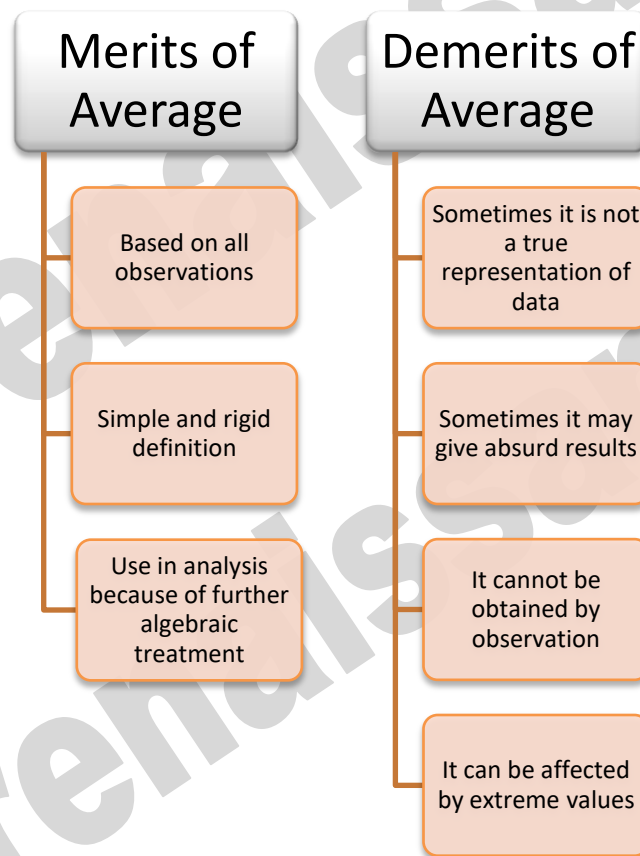 Merits of
Average
Based on all
observations
Simple and rigid
definition
Use in analysis
because of further
algebraic
treatment
Demerits of
Average
Sometimes it is not
a true
representation of
data
Sometimes it may
give absurd results
It cannot be
obtained by
observation
It can be affected
by extreme values